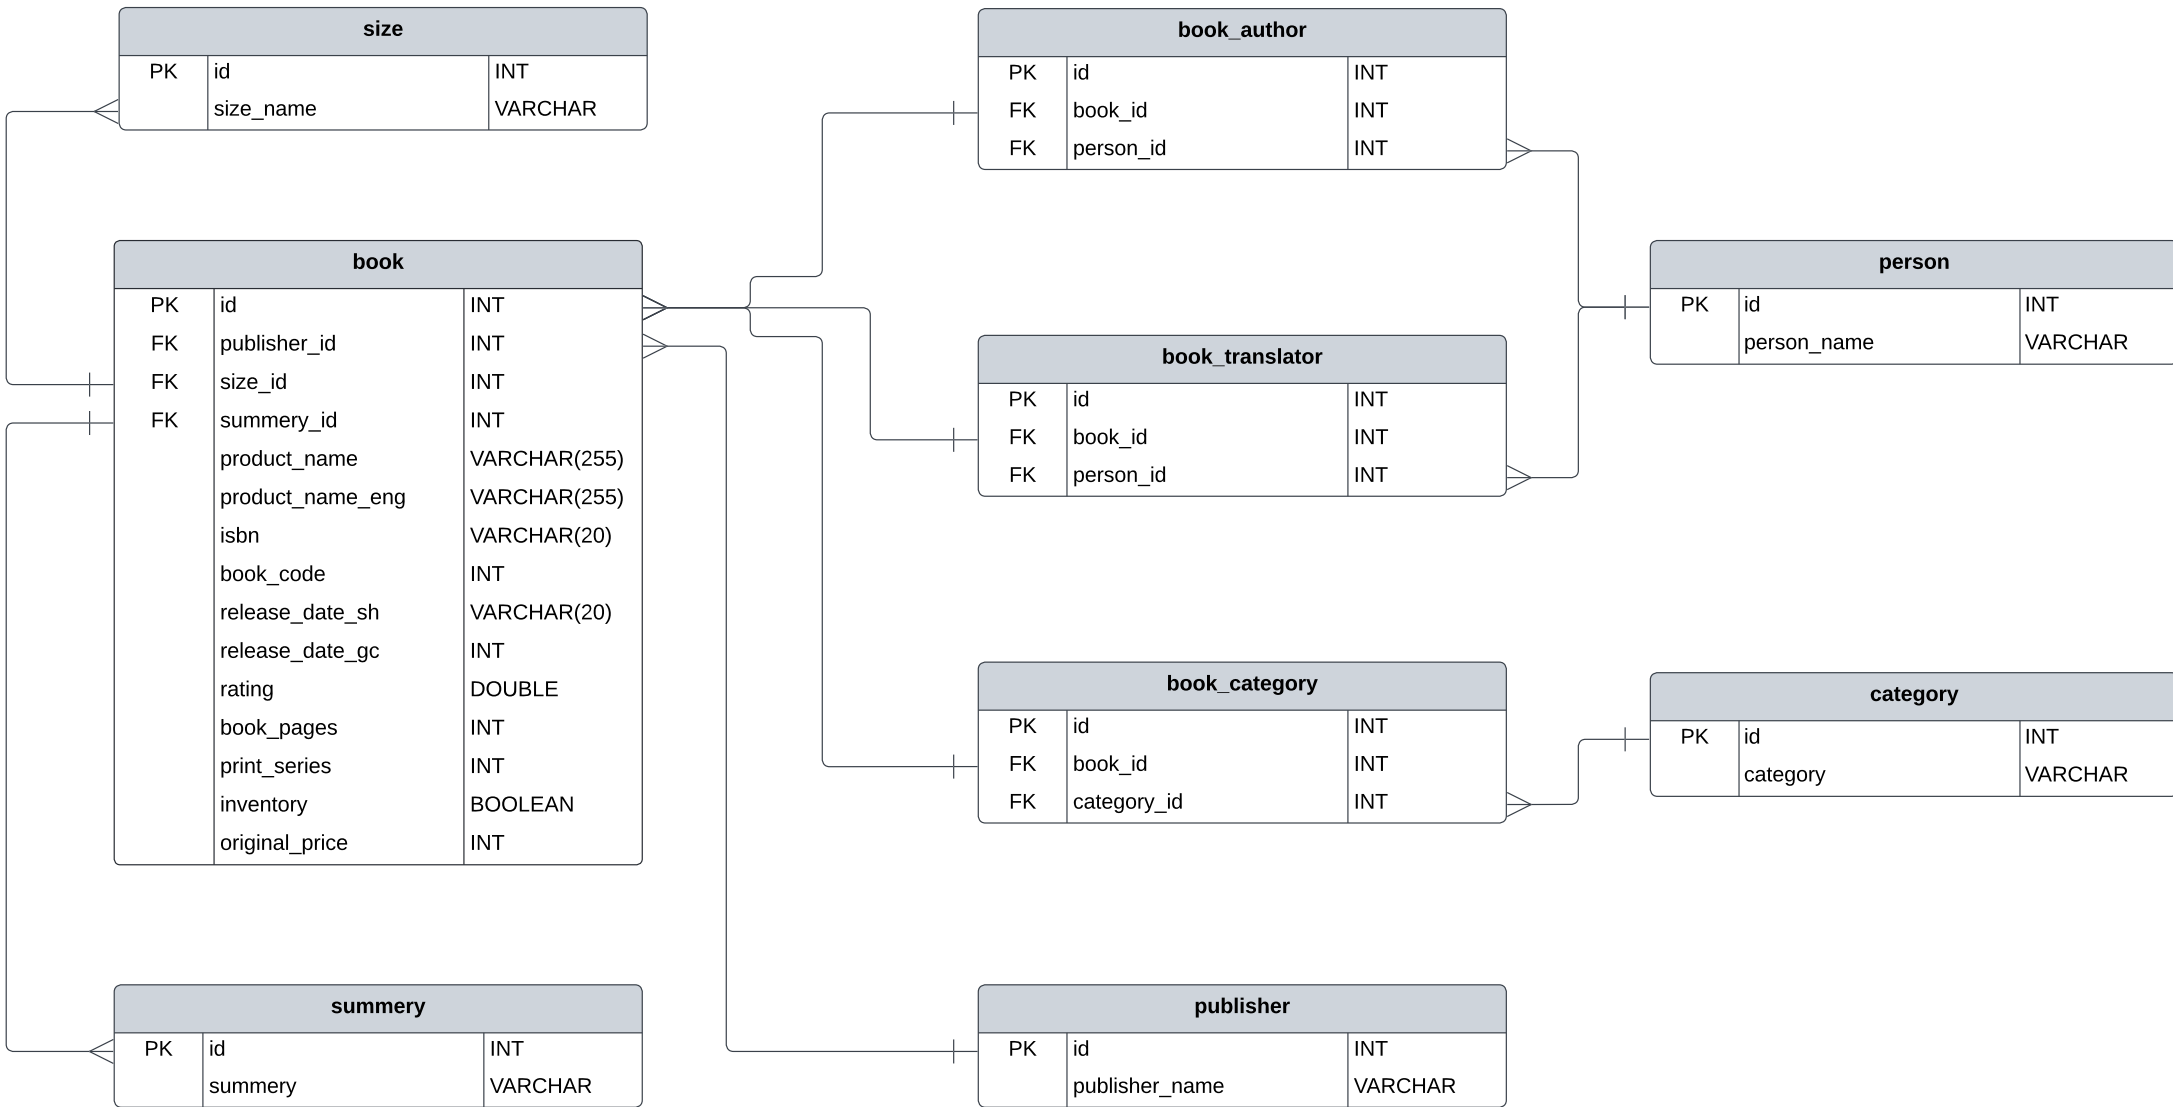 size
PK id INT
size_name VARCHAR
book
PK id INT
FK publisher_id INT
FK size_id INT
FK summery_id INT
product_name VARCHAR(255)
product_name_eng VARCHAR(255)
isbn VARCHAR(20)
book_code INT
release_date_sh VARCHAR(20)
release_date_gc INT
rating DOUBLE
book_pages INT
print_series INT
inventory BOOLEAN
original_price INT
summery
PK id INT
summery VARCHAR
book_author
PK id INT
FK book_id INT
FK person_id INT
book_translator
PK id INT
FK book_id INT
FK person_id INT
book_category
PK id INT
FK book_id INT
FK category_id INT
publisher
PK id INT
publisher_name VARCHAR
person
PK id INT
person_name VARCHAR
category
PK id INT
category VARCHAR